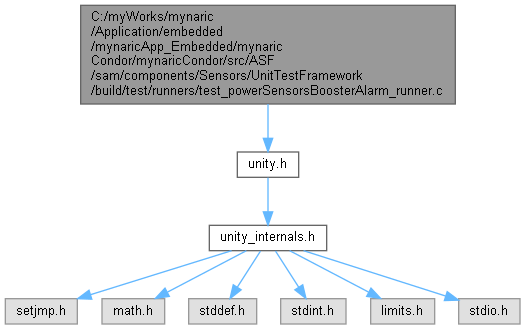 C:/myWorks/mynaric
/Application/embedded
/mynaricApp_Embedded/mynaric
Condor/mynaricCondor/src/ASF
/sam/components/Sensors/UnitTestFramework
/build/test/runners/test_powerSensorsBoosterAlarm_runner.c
unity.h
unity_internals.h
setjmp.h math.h stddef.h stdint.h limits.h stdio.h